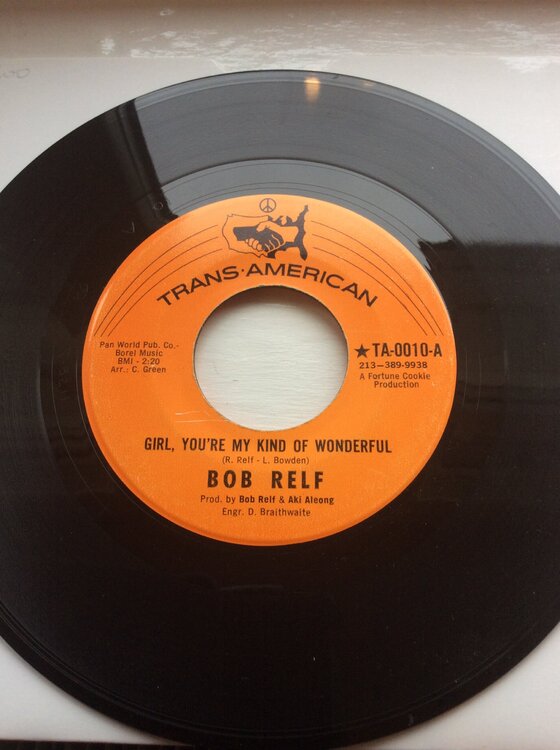 TRANS·AMERICAN
Pan World Pub. Co.-
Borel Music
BMI - 2:20
Arr.: C. Green
★TA-0010-A
213—389-9938
A Fortune Cookie
Production
GIRL, YOU'RE MY KIND OF WONDERFUL
(R. Relf - L. Bowden)
BOB RELF
Prod. by Bob Relf & Aki Aleong
Engr. D. Braithwaite